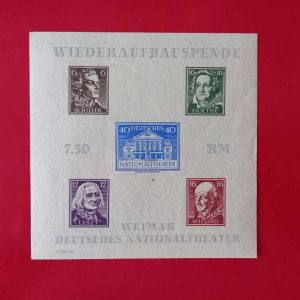 WIEDERAUFBAUSPENDE
6 6
SCHILLER
10 10
GOETHE
40 DEUTSCHES 40
NATIONALTHEATER
7.50 RM
12 12
LISZT
16 16
WIELAND
WEIMAR
DEUTSCHES NATIONALTHEATER